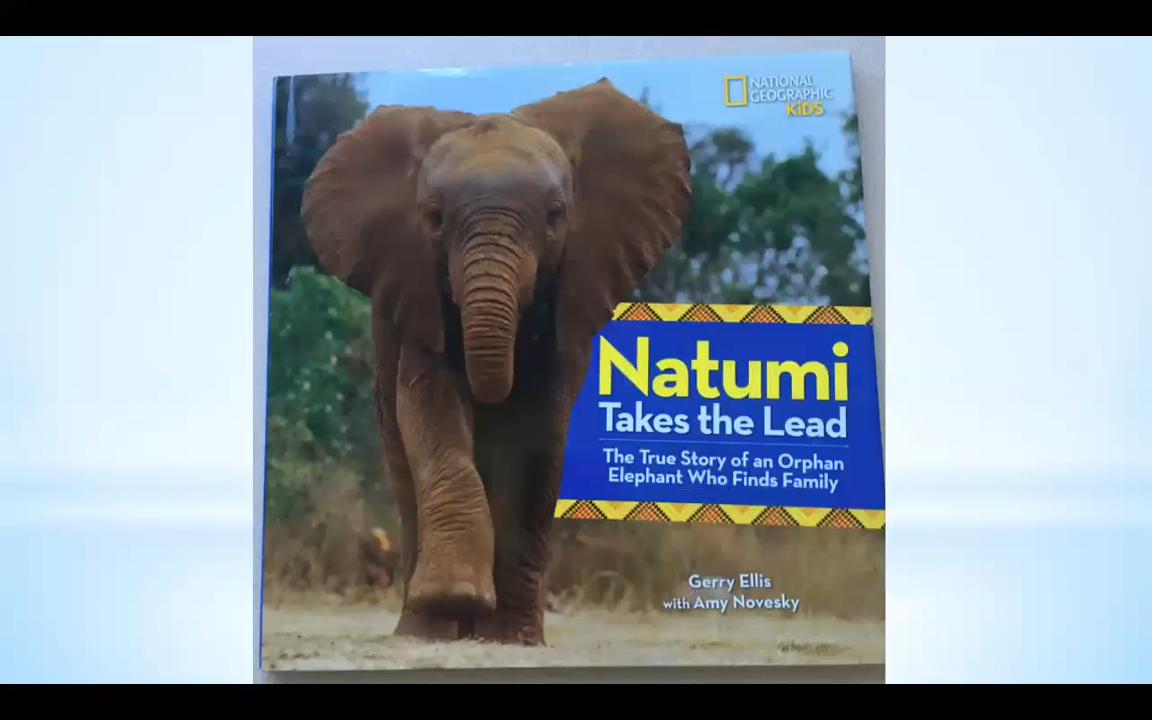 NATIONAL
GEOGRAPHIC
KiDS
Natumi
Takes the Lead
The True Story of an Orphan
Elephant Who Finds Family
Gerry Ellis
with Amy Novesky